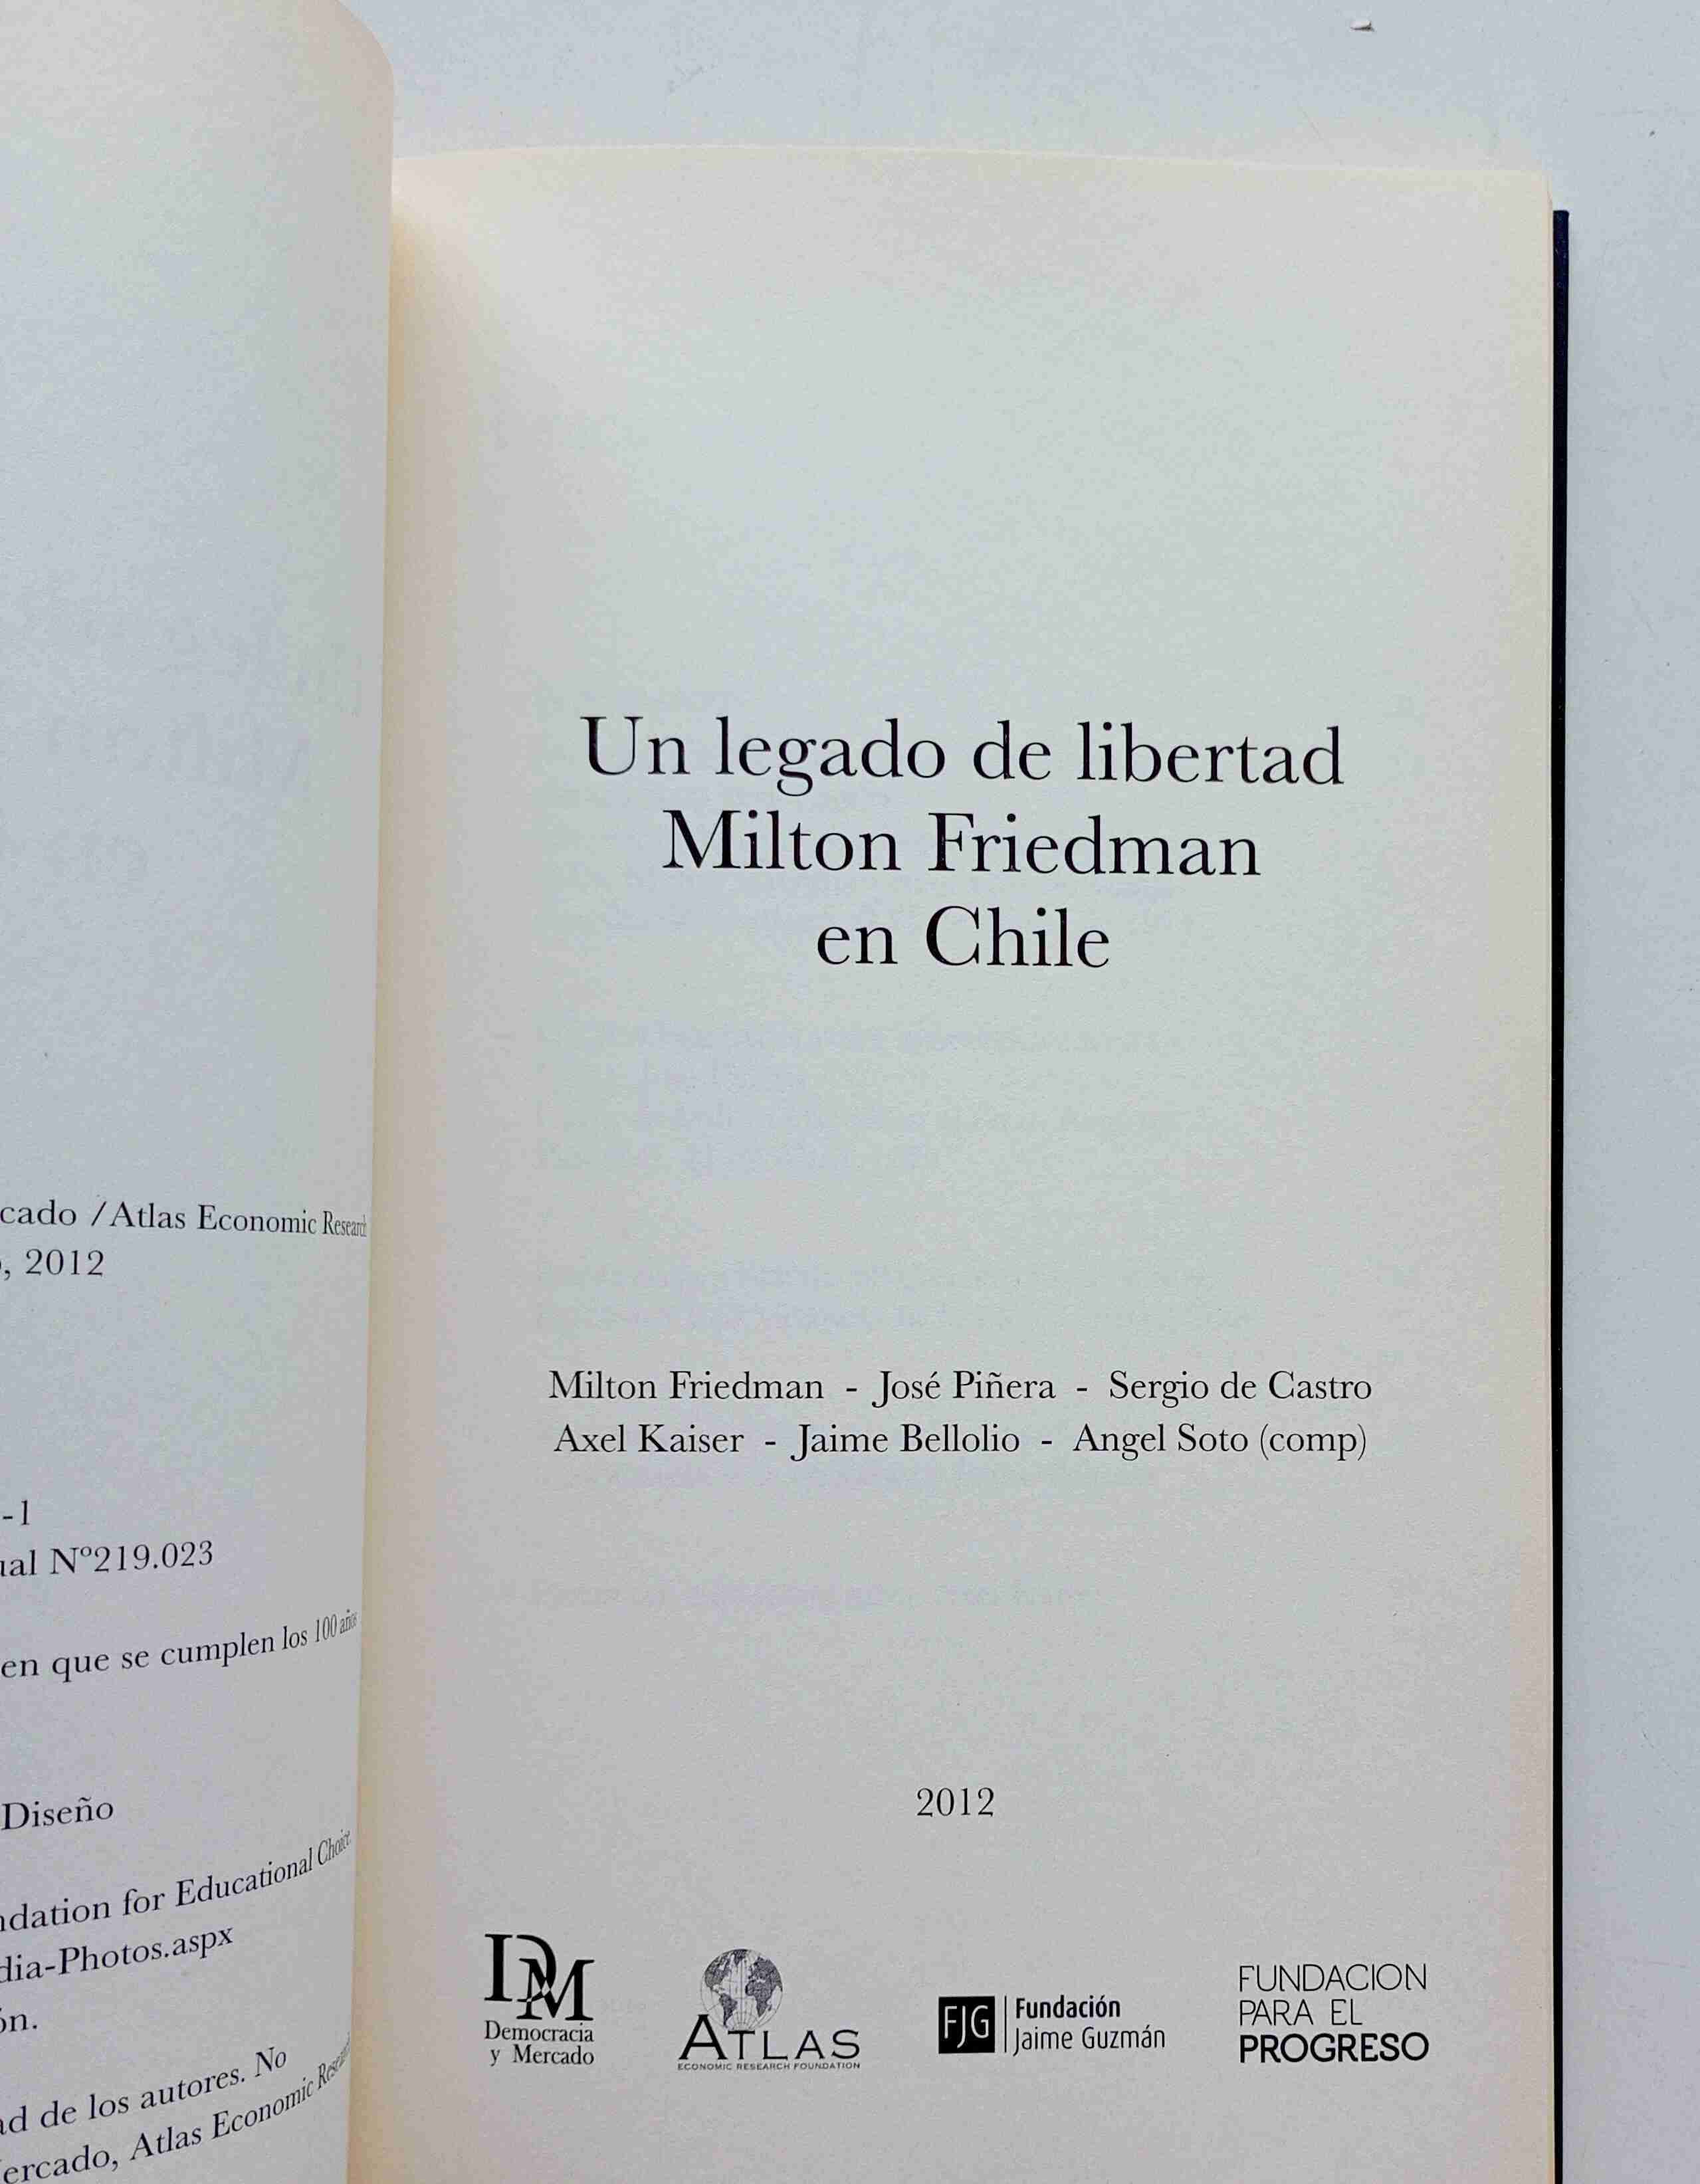 cado / Atlas Economic Research
, 2012
-1
ual Nº219.023
en que se cumplen los 100 años
Diseño
ndation for Educational Choice.
dia-Photos.aspx
ón.
ad de los autores. No
ercado, Atlas Economic Research
Un legado de libertad
Milton Friedman
en Chile
Milton Friedman - José Piñera - Sergio de Castro
Axel Kaiser - Jaime Bellolio - Angel Soto (comp)
2012
DM
Democracia
y Mercado
ATLAS
ECONOMIC RESEARCH FOUNDATION
FJG
Fundación
Jaime Guzmán
FUNDACION
PARA EL
PROGRESO